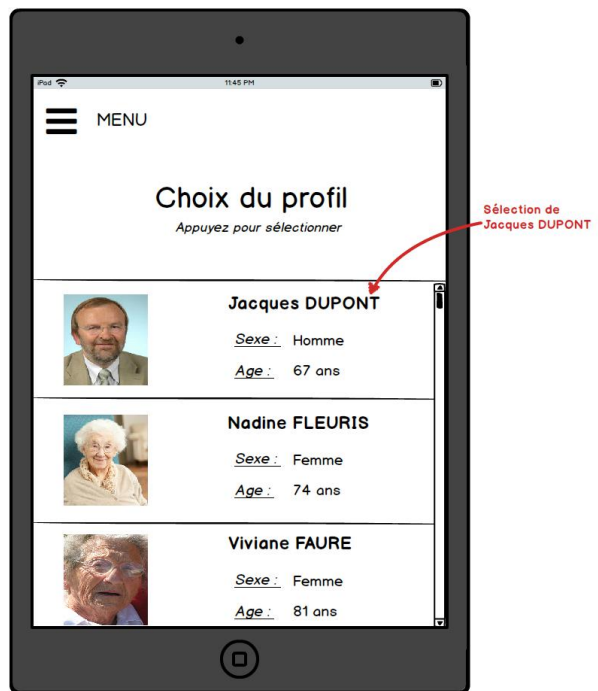 iPod 11:45 PM
MENU
Choix du profil
Appuyez pour sélectionner
Sélection de
Jacques DUPONT
Jacques DUPONT
Sexe : Homme
Age : 67 ans
Nadine FLEURIS
Sexe : Femme
Age : 74 ans
Viviane FAURE
Sexe : Femme
Age : 81 ans